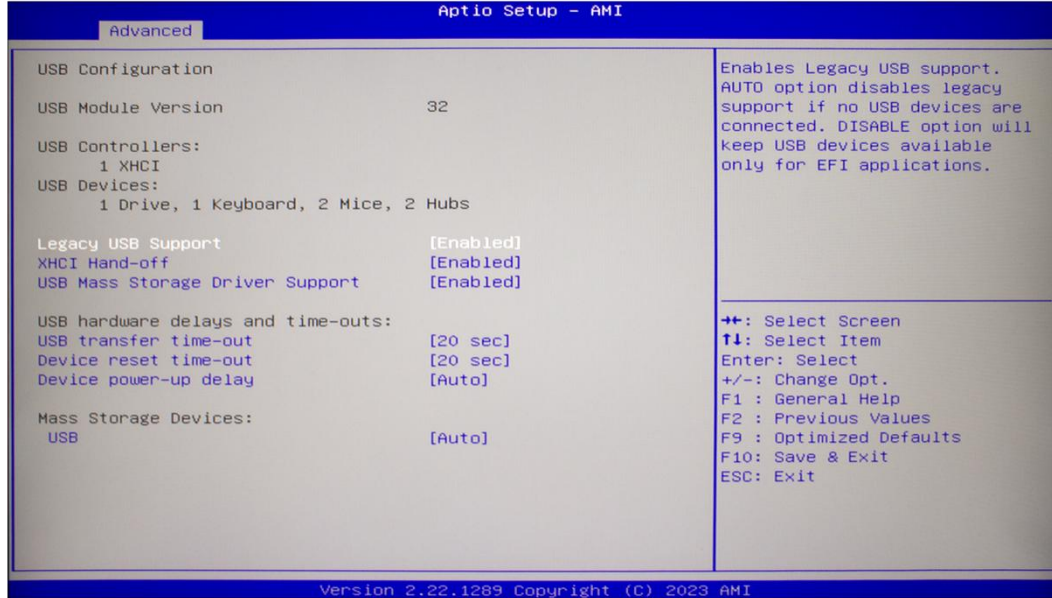 Aptio Setup – AMI
Advanced
USB Configuration
USB Module Version 32
USB Controllers:
1 XHCI
USB Devices:
1 Drive, 1 Keyboard, 2 Mice, 2 Hubs
Legacy USB Support [Enabled]
XHCI Hand-off [Enabled]
USB Mass Storage Driver Support [Enabled]
USB hardware delays and time-outs:
USB transfer time-out [20 sec]
Device reset time-out [20 sec]
Device power-up delay [Auto]
Mass Storage Devices:
USB [Auto]
Enables Legacy USB support.
AUTO option disables legacy
support if no USB devices are
connected. DISABLE option will
keep USB devices available
only for EFI applications.
→←: Select Screen
↑↓: Select Item
Enter: Select
+/-: Change Opt.
F1 : General Help
F2 : Previous Values
F9 : Optimized Defaults
F10: Save & Exit
ESC: Exit
Version 2.22.1289 Copyright (C) 2023 AMI